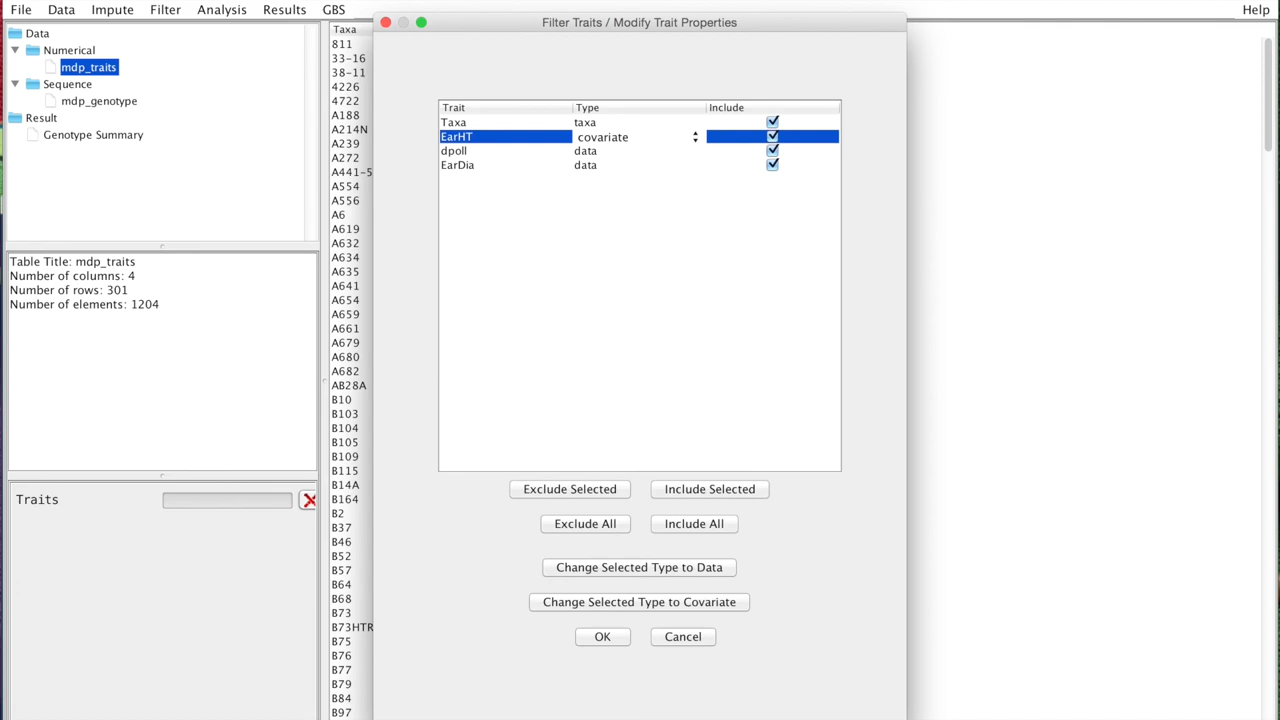 File Data Impute Filter Analysis Results GBS Help
Data
Numerical
mdp_traits
Sequence
mdp_genotype
Result
Genotype Summary
Table Title: mdp_traits
Number of columns: 4
Number of rows: 301
Number of elements: 1204
Traits
Taxa
811
33-16
38-11
4226
4722
A188
A214N
A239
A272
A441-5
A554
A556
A6
A619
A632
A634
A635
A641
A654
A659
A661
A679
A680
A682
AB28A
B10
B103
B104
B105
B109
B115
B14A
B164
B2
B37
B46
B52
B57
B64
B68
B73
B73HTR
B75
B76
B77
B79
B84
B97
Filter Traits / Modify Trait Properties
Trait Type Include
Taxa taxa
EarHT covariate
dpoll data
EarDia data
Exclude Selected Include Selected
Exclude All Include All
Change Selected Type to Data
Change Selected Type to Covariate
OK Cancel